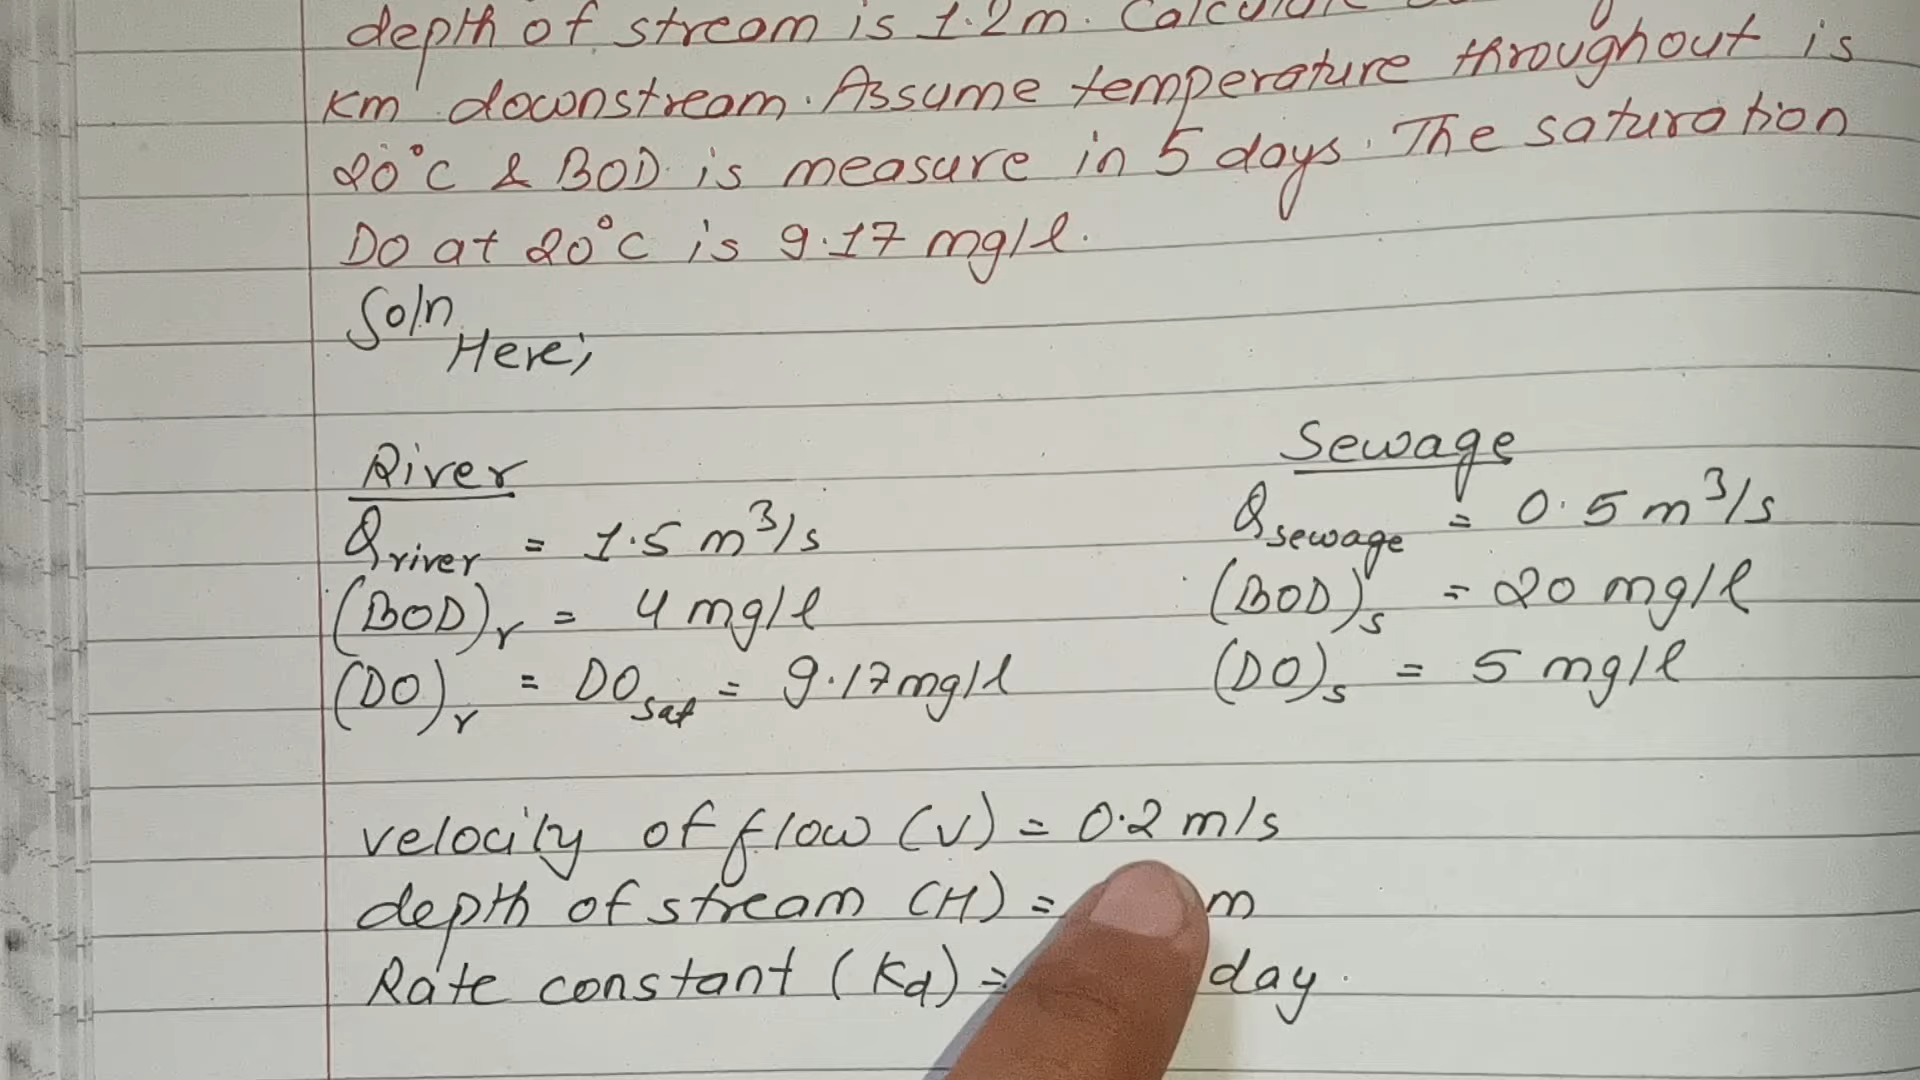 depth of stream is 1.2m.
km downstream. Assume temperature throughout is
20°C & BOD is measure in 5 days. The saturation
DO at 20°C is 9.17 mg/l.
Soln
Here;
River
Qriver = 1.5 m³/s
(BOD)r = 4 mg/l
(DO)r = DOsat = 9.17mg/l
Sewage
Qsewage = 0.5 m³/s
(BOD)s = 20 mg/l
(DO)s = 5 mg/l
velocity of flow (V) = 0.2 m/s
depth of stream (H) = m
Rate constant (Kd) = day.